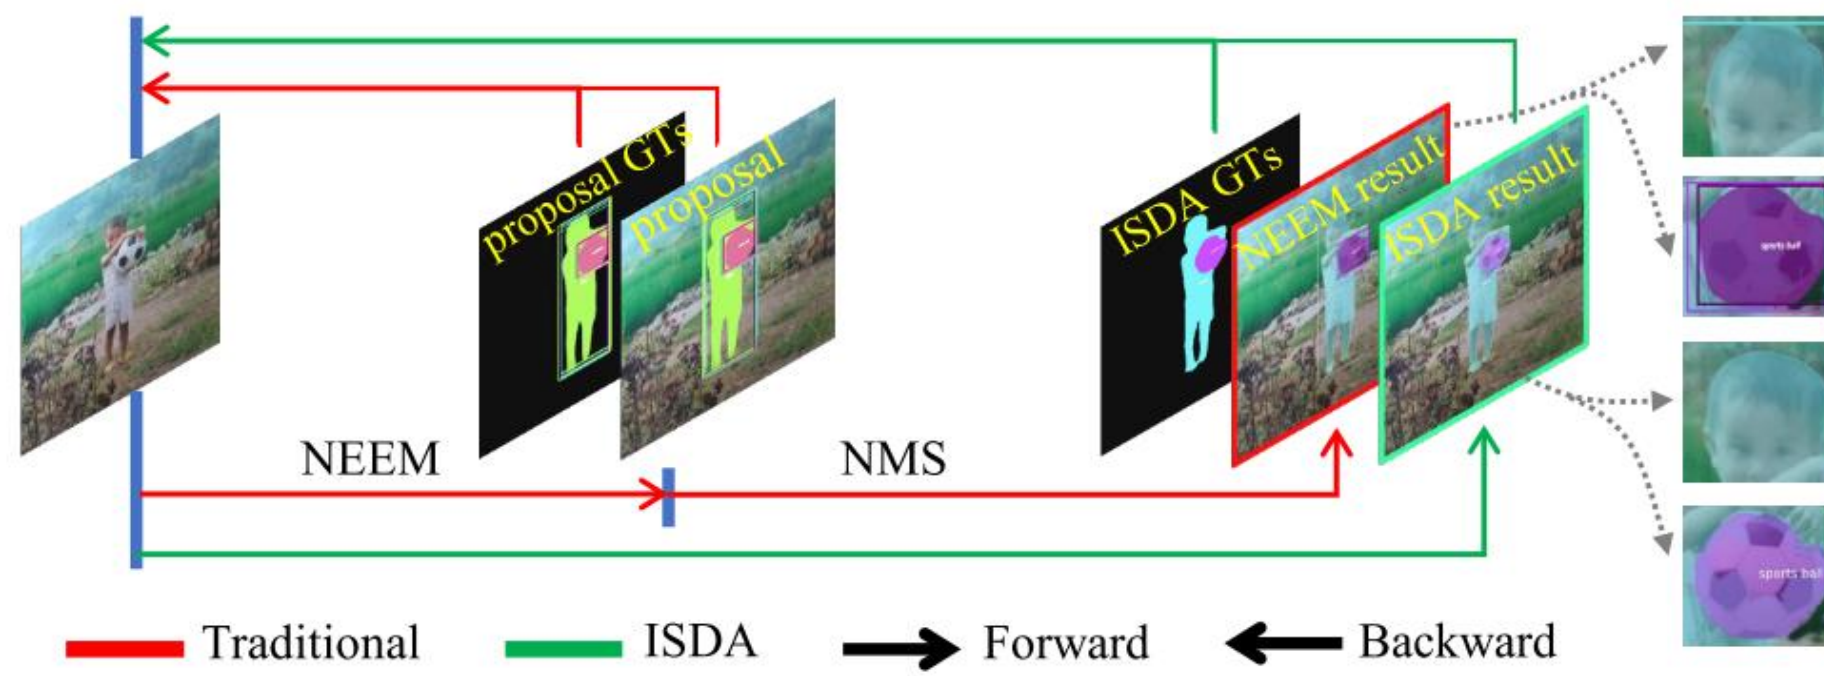 proposal GTs
proposal
ISDA GTs
NEEM result
ISDA result
sports ball
NEEM
NMS
sports ball
Traditional
ISDA
Forward
Backward